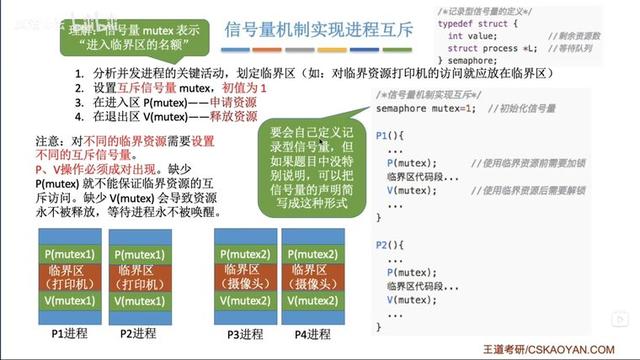 理解：信号量 mutex 表示
“进入临界区的名额”
信号量机制实现进程互斥
1. 分析并发进程的关键活动，划定临界区（如：对临界资源打印机的访问就应放在临界区）
2. 设置互斥信号量 mutex，初值为 1
3. 在进入区 P(mutex)——申请资源
4. 在退出区 V(mutex)——释放资源
注意：对不同的临界资源需要设置
不同的互斥信号量。
P、V操作必须成对出现。缺少
P(mutex) 就不能保证临界资源的互
斥访问。缺少 V(mutex) 会导致资源
永不被释放，等待进程永不被唤醒。
要会自己定义记
录型信号量，但
如果题目中没特
别说明，可以把
信号量的声明简
写成这种形式
/*记录型信号量的定义*/
typedef struct {
int value; //剩余资源数
struct process *L; //等待队列
} semaphore;
/*信号量机制实现互斥*/
semaphore mutex=1; //初始化信号量
P1(){
...
P(mutex); //使用临界资源前需要加锁
临界区代码段...
V(mutex); //使用临界资源后需要解锁
...
}
P2(){
...
P(mutex);
临界区代码段...
V(mutex);
...
}
P(mutex1)
临界区
(打印机)
V(mutex1)
P1进程
P(mutex1)
临界区
(打印机)
V(mutex1)
P2进程
P(mutex2)
临界区
(摄像头)
V(mutex2)
P3进程
P(mutex2)
临界区
(摄像头)
V(mutex2)
P4进程
王道考研/CSKAOYAN.COM